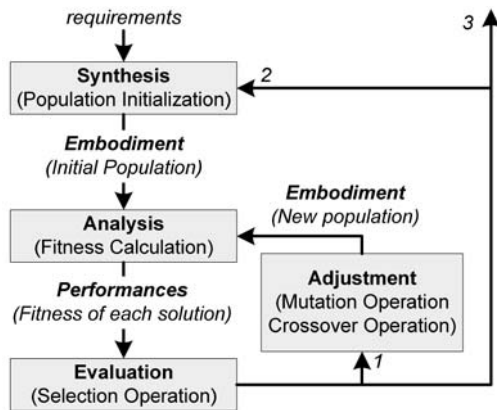 requirements
3
Synthesis
(Population Initialization)
2
Embodiment
(Initial Population)
Embodiment
(New population)
Analysis
(Fitness Calculation)
Adjustment
(Mutation Operation
Crossover Operation)
Performances
(Fitness of each solution)
1
Evaluation
(Selection Operation)